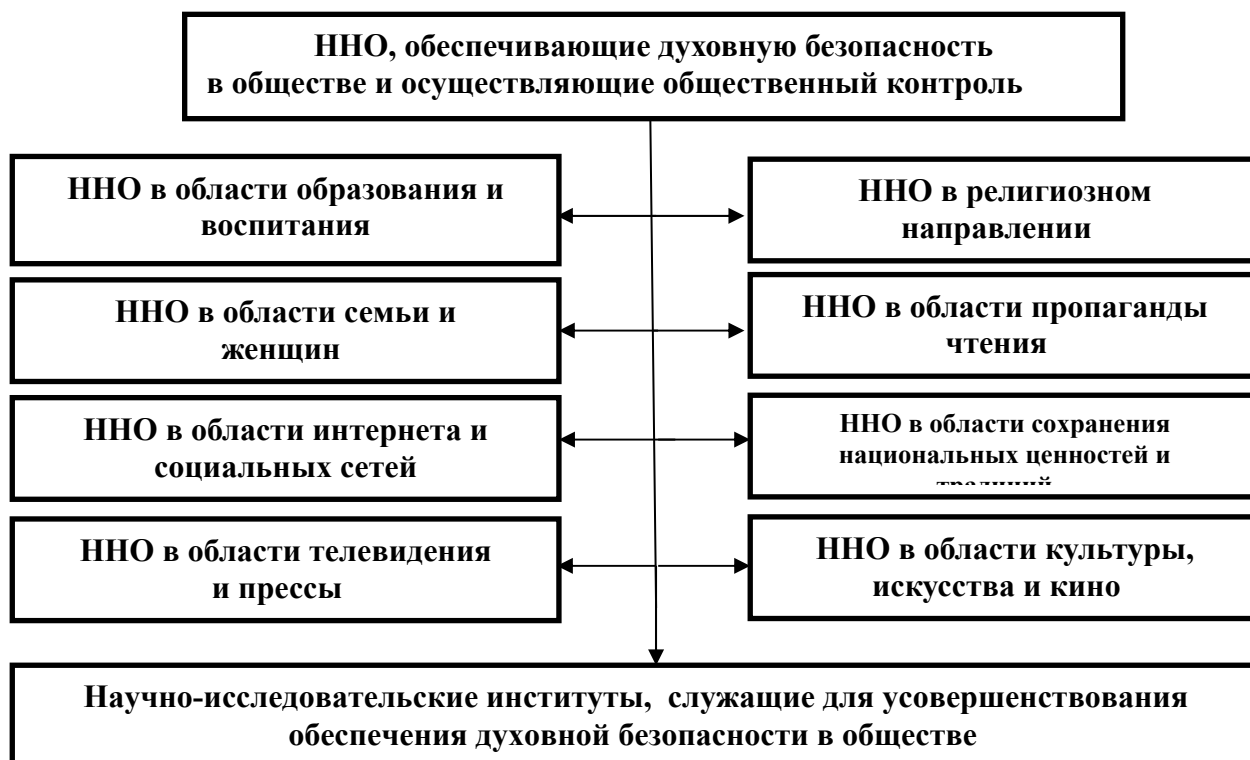 ННО, обеспечивающие духовную безопасность
в обществе и осуществляющие общественный контроль
ННО в области образования и
воспитания
ННО в религиозном
направлении
ННО в области семьи и
женщин
ННО в области пропаганды
чтения
ННО в области интернета и
социальных сетей
ННО в области сохранения
национальных ценностей и
традиций
ННО в области телевидения
и прессы
ННО в области культуры,
искусства и кино
Научно-исследовательские институты, служащие для усовершенствования
обеспечения духовной безопасности в обществе